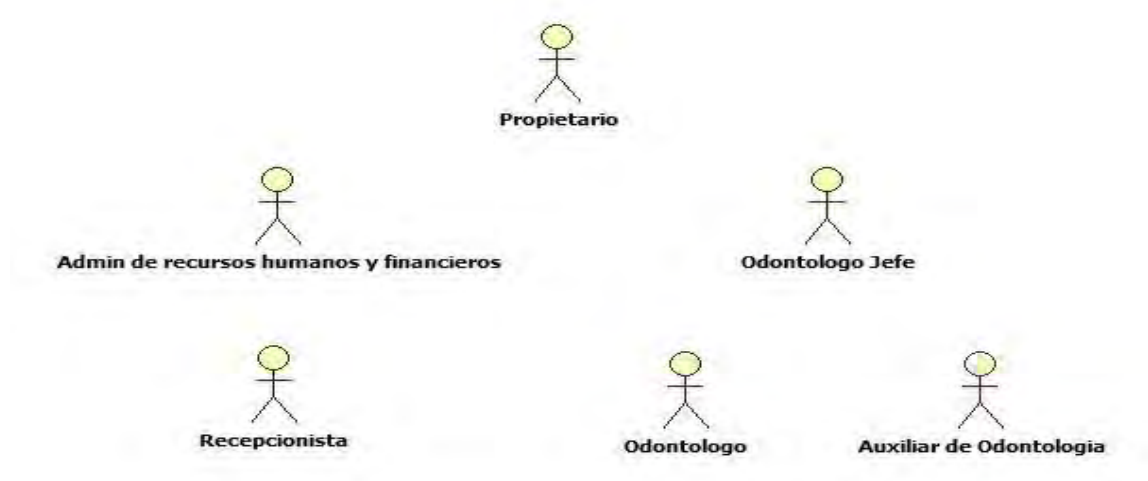 Propietario
Admin de recursos humanos y financieros
Odontologo Jefe
Recepcionista
Odontologo
Auxiliar de Odontologia